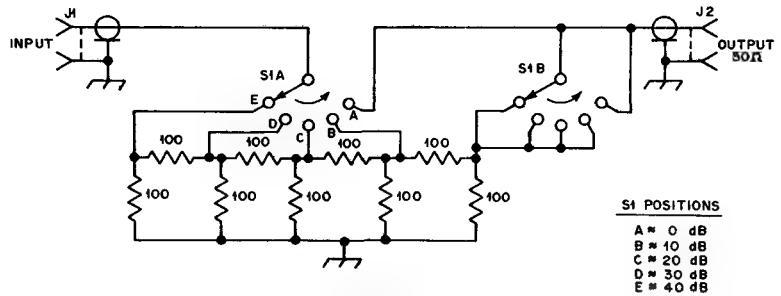 J1
J2
INPUT
OUTPUT
50Ω
S1A
S1B
E
A
D
B
C
100
100
100
100
100
100
100
100
100
S1 POSITIONS
A ≈ 0 dB
B ≈ 10 dB
C ≈ 20 dB
D ≈ 30 dB
E ≈ 40 dB